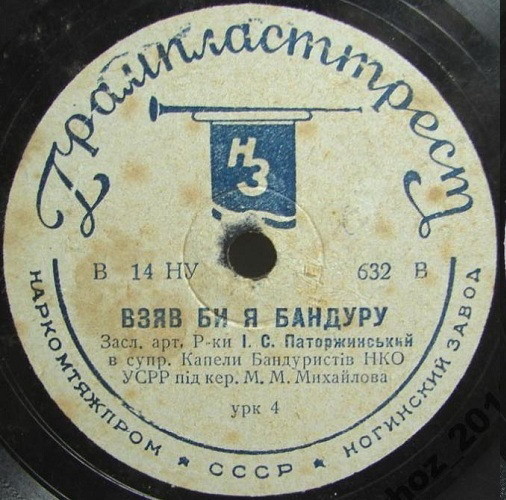 Грампласттрест
НЗ
В 14 НУ 632 В
ВЗЯВ БИ Я БАНДУРУ
Засл. арт. Р-ки І. С. Паторжинський
в супр. Капели Бандуристів НКО
УСРР під кер. М. М. Михайлова
урк 4
НАРКОМТЯЖПРОМ ★ СССР ★ НОГИНСКИЙ ЗАВОД